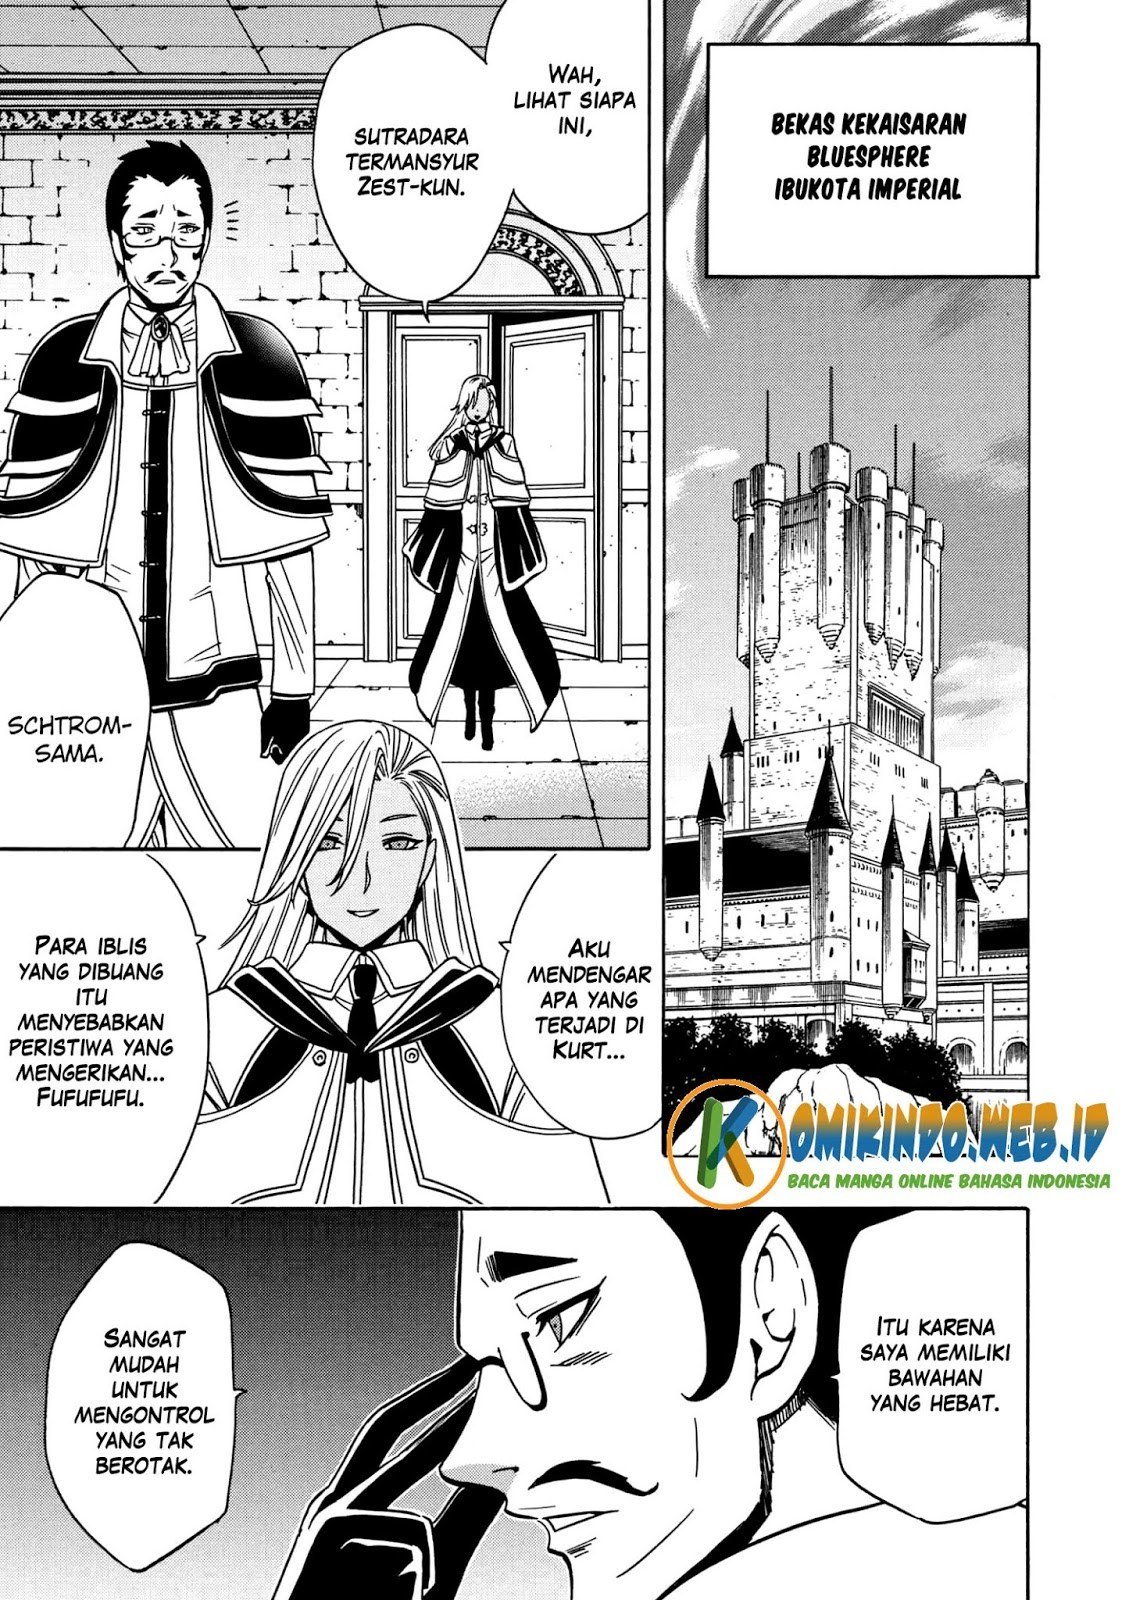 BEKAS KEKAISARAN
BLUESPHERE
IBUKOTA IMPERIAL
WAH,
LIHAT SIAPA
INI,
SUTRADARA
TERMANSYUR
ZEST-KUN.
SCHTROM-
SAMA.
AKU
MENDENGAR
APA YANG
TERJADI DI
KURT...
PARA IBLIS
YANG DIBUANG
ITU
MENYEBABKAN
PERISTIWA YANG
MENGERIKAN...
FUFUFUFU.
KOMIKINDO.WEB.ID
BACA MANGA ONLINE BAHASA INDONESIA
ITU KARENA
SAYA MEMILIKI
BAWAHAN
YANG HEBAT.
SANGAT
MUDAH
UNTUK
MENGONTROL
YANG TAK
BEROTAK.